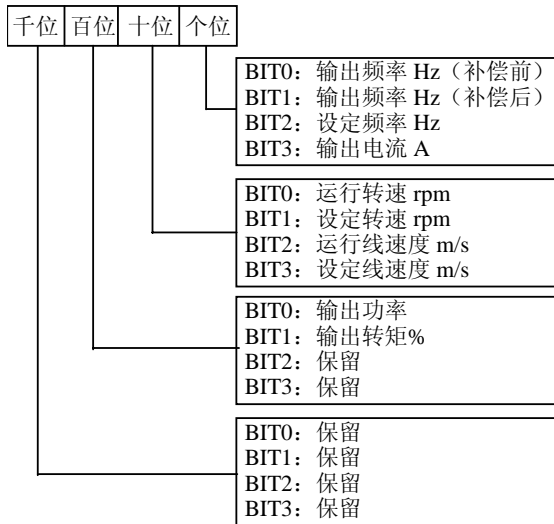 千位 百位 十位 个位
BIT0：输出频率 Hz（补偿前）
BIT1：输出频率 Hz（补偿后）
BIT2：设定频率 Hz
BIT3：输出电流 A
BIT0：运行转速 rpm
BIT1：设定转速 rpm
BIT2：运行线速度 m/s
BIT3：设定线速度 m/s
BIT0：输出功率
BIT1：输出转矩%
BIT2：保留
BIT3：保留
BIT0：保留
BIT1：保留
BIT2：保留
BIT3：保留